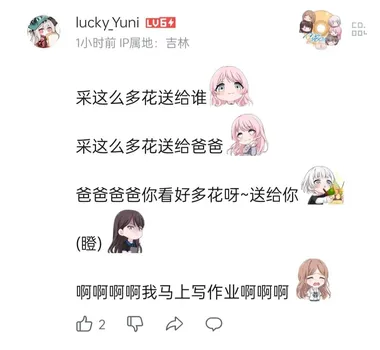 lucky_Yuni LV6
1小时前 IP属地：吉林
采这么多花送给谁
采这么多花送给爸爸
爸爸爸爸你看好多花呀~送给你
(瞪)
啊啊啊啊我马上写作业啊啊啊
2